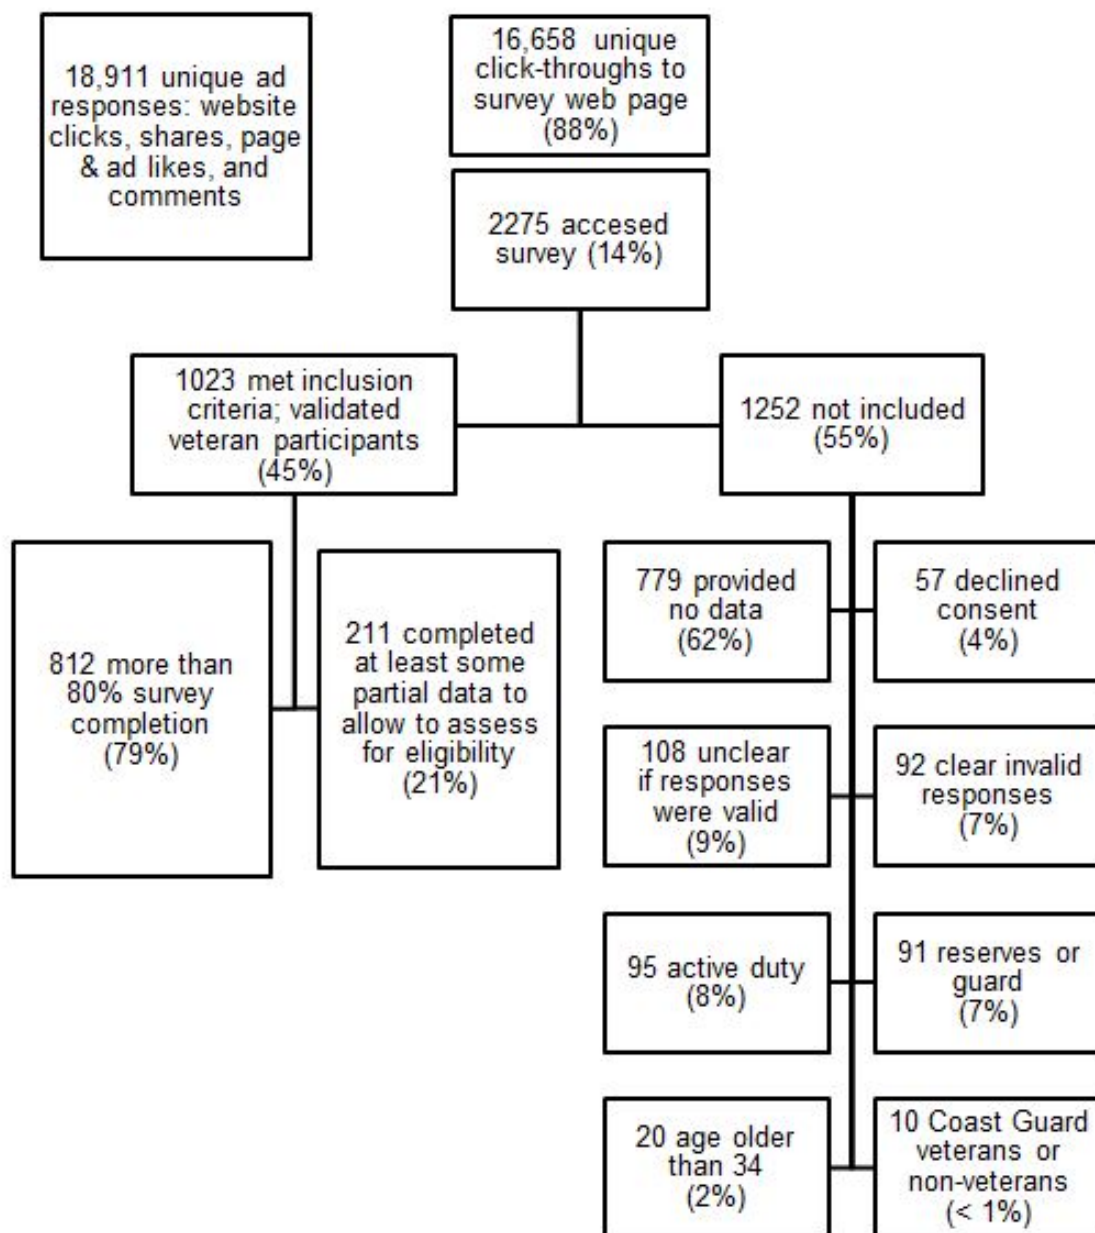 18,911 unique ad
responses: website
clicks, shares, page
& ad likes, and
comments
16,658 unique
click-throughs to
survey web page
(88%)
2275 accesed
survey (14%)
1023 met inclusion
criteria; validated
veteran participants
(45%)
1252 not included
(55%)
812 more than
80% survey
completion
(79%)
211 completed
at least some
partial data to
allow to assess
for eligibility
(21%)
779 provided
no data
(62%)
57 declined
consent
(4%)
108 unclear
if responses
were valid
(9%)
92 clear invalid
responses
(7%)
95 active duty
(8%)
91 reserves or
guard
(7%)
20 age older
than 34
(2%)
10 Coast Guard
veterans or
non-veterans
(< 1%)